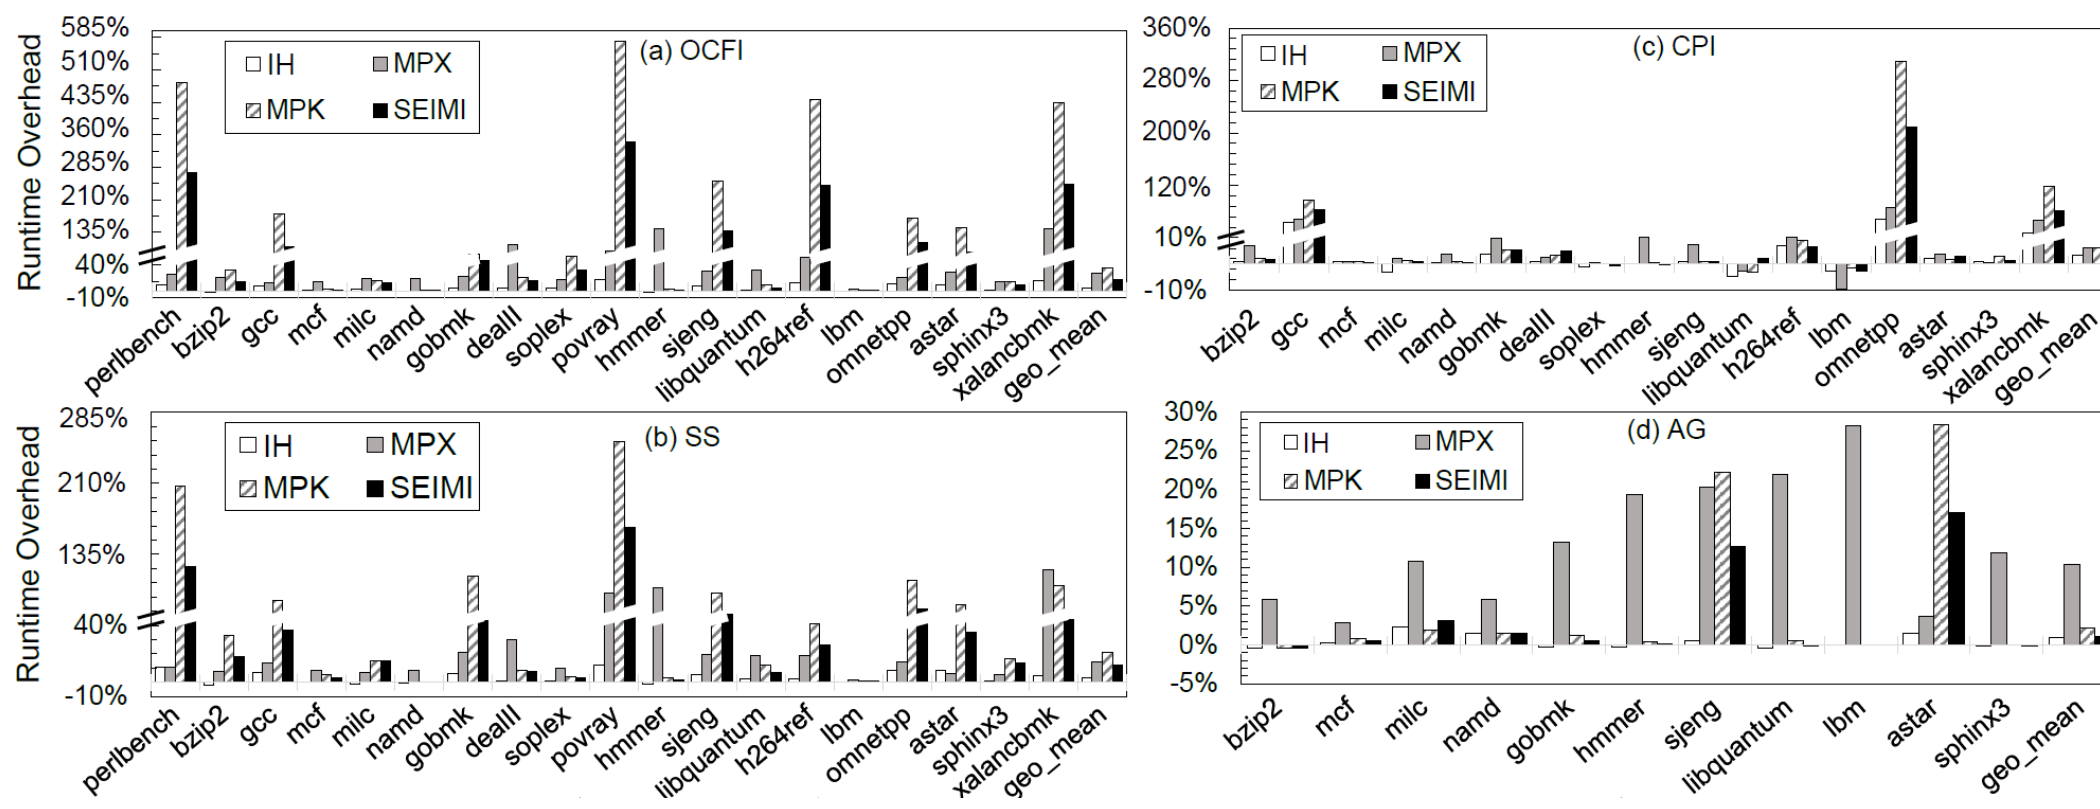 (a) OCFI
Runtime Overhead
585%
510%
435%
360%
285%
210%
135%
40%
-10%
IH
MPX
MPK
SEIMI
perlbench
bzip2
gcc
mcf
milc
namd
gobmk
dealII
soplex
povray
hmmer
sjeng
libquantum
h264ref
lbm
omnetpp
astar
sphinx3
xalancbmk
geo_mean
(c) CPI
360%
280%
200%
120%
10%
-10%
IH
MPX
MPK
SEIMI
bzip2
gcc
mcf
milc
namd
gobmk
dealII
soplex
hmmer
sjeng
libquantum
h264ref
lbm
omnetpp
astar
sphinx3
xalancbmk
geo_mean
(b) SS
Runtime Overhead
285%
210%
135%
40%
-10%
IH
MPX
MPK
SEIMI
perlbench
bzip2
gcc
mcf
milc
namd
gobmk
dealII
soplex
povray
hmmer
sjeng
libquantum
h264ref
lbm
omnetpp
astar
sphinx3
xalancbmk
geo_mean
(d) AG
30%
25%
20%
15%
10%
5%
0%
-5%
IH
MPX
MPK
SEIMI
bzip2
mcf
milc
namd
gobmk
hmmer
sjeng
libquantum
lbm
astar
sphinx3
geo_mean